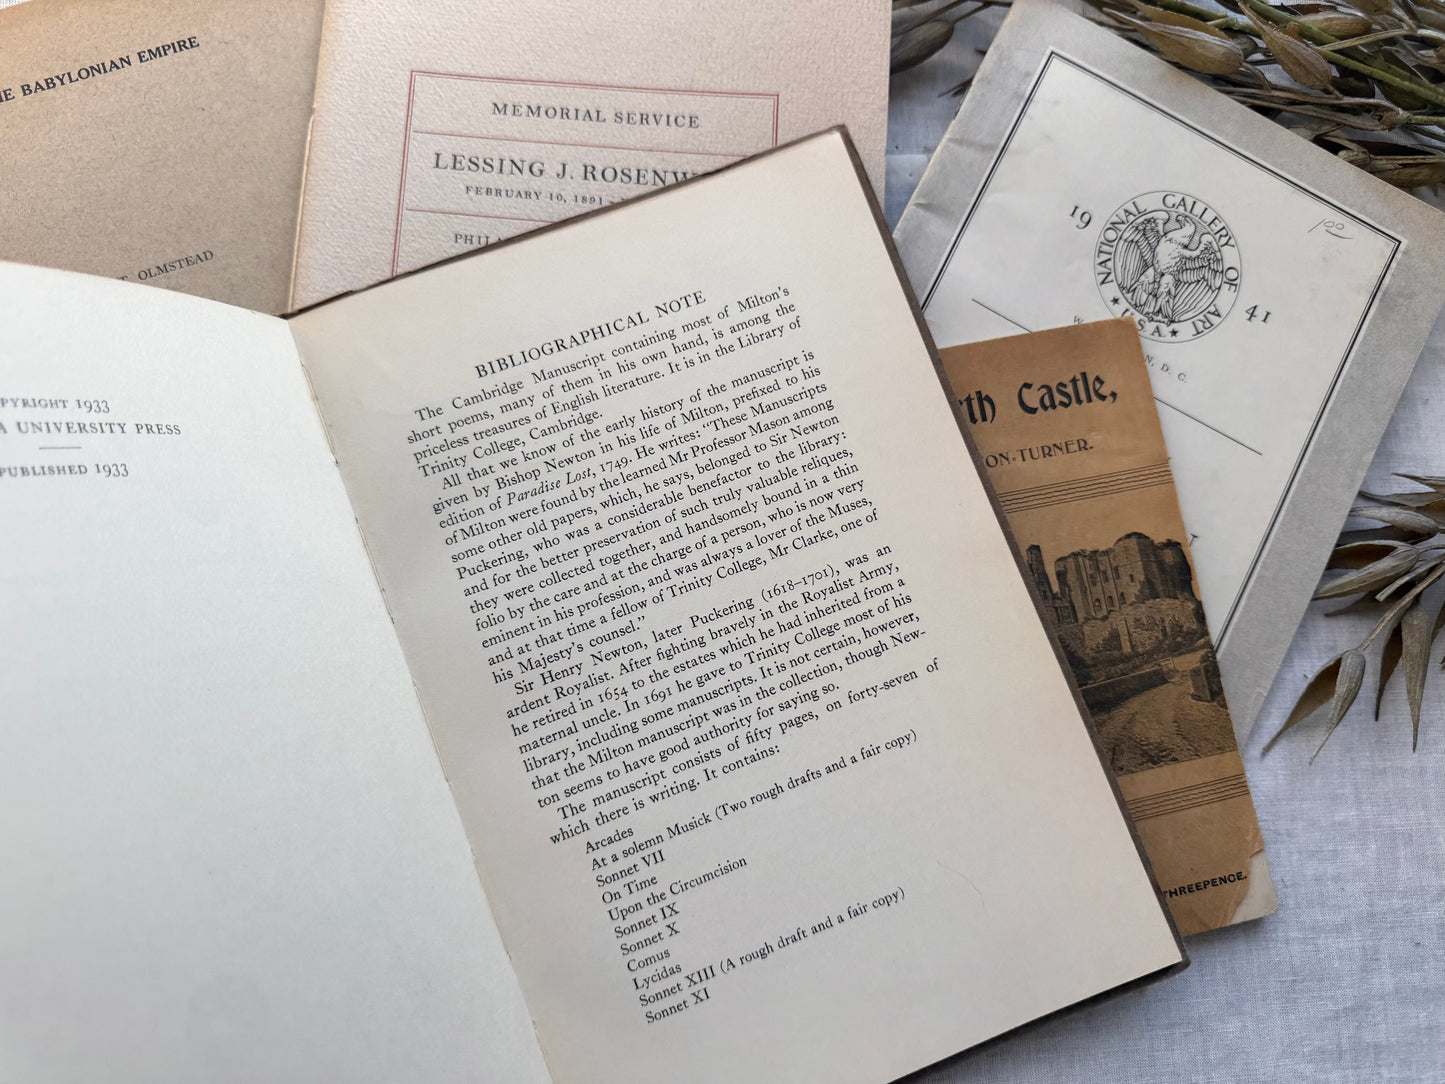 BABYLONIAN EMPIRE
OLMSTEAD
MEMORIAL SERVICE
LESSING J.
FEBRUARY 10, 1891
1941
NATIONAL GALLERY OF ART
U.S.A.
D. C.
1.00
Castle,
THREEPENCE.
1933
UNIVERSITY PRESS
PUBLISHED 1933
BIBLIOGRAPHICAL NOTE
The Cambridge Manuscript containing most of Milton's
short poems, many of them in his own hand, is among the
priceless treasures of English literature. It is in the Library of
Trinity College, Cambridge.
All that we know of the early history of the manuscript is
given by Bishop Newton in his life of Milton, prefixed to his
edition of Paradise Lost, 1749. He writes: "These Manuscripts
of Milton were found by the learned Mr Professor Mason among
some other old papers, which, he says, belonged to Sir Newton
Puckering, who was a considerable benefactor to the library:
and for the better preservation of such truly valuable reliques,
they were collected together, and handsomely bound in a thin
folio by the care and at the charge of a person, who is now very
eminent in his profession, and was always a lover of the Muses,
and at that time a fellow of Trinity College, Mr Clarke, one of
his Majesty's counsel."
Sir Henry Newton, later Puckering (1618–1701), was an
ardent Royalist. After fighting bravely in the Royalist Army,
he retired in 1654 to the estates which he had inherited from a
maternal uncle. In 1691 he gave to Trinity College most of his
library, including some manuscripts. It is not certain, however,
that the Milton manuscript was in the collection, though New-
ton seems to have good authority for saying so.
The manuscript consists of fifty pages, on forty-seven of
which there is writing. It contains:
Arcades
At a solemn Musick (Two rough drafts and a fair copy)
Sonnet VII
On Time
Upon the Circumcision
Sonnet IX
Sonnet X
Comus
Lycidas
Sonnet XIII (A rough draft and a fair copy)
Sonnet XI